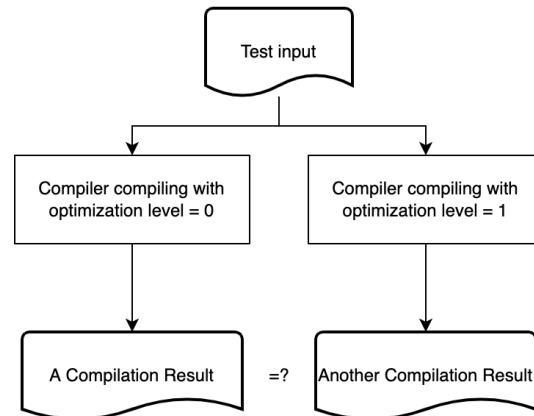 Test input
Compiler compiling with
optimization level = 0
Compiler compiling with
optimization level = 1
A Compilation Result
=?
Another Compilation Result